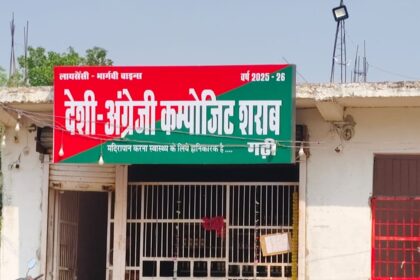 लायसेंसी - भार्गवी वाइन्स वर्ष 2025 - 26
देशी-अंग्रेजी कम्पोजिट शराब
मदिरापान करना स्वास्थ्य के लिये हानिकारक है .... गढ़ी